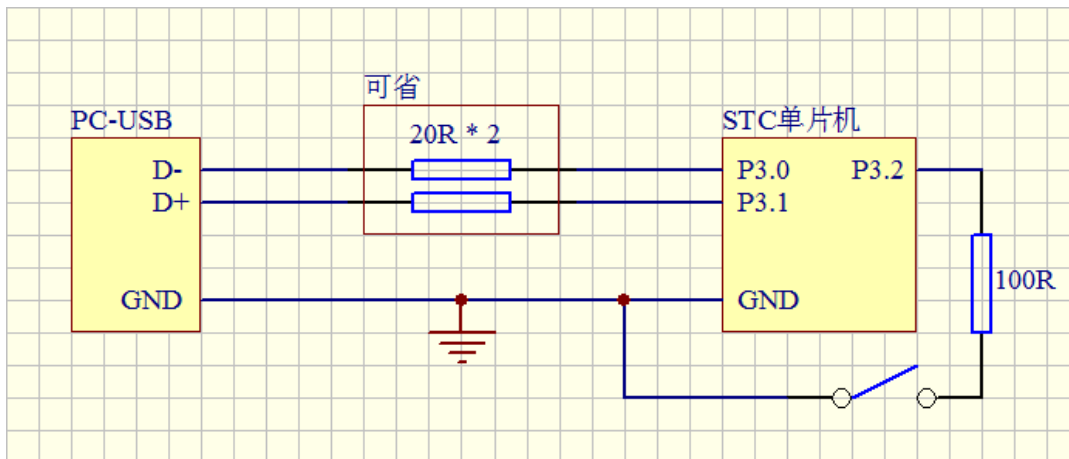 可省
PC-USB
20R * 2
STC单片机
D-
P3.0
P3.2
D+
P3.1
100R
GND
GND